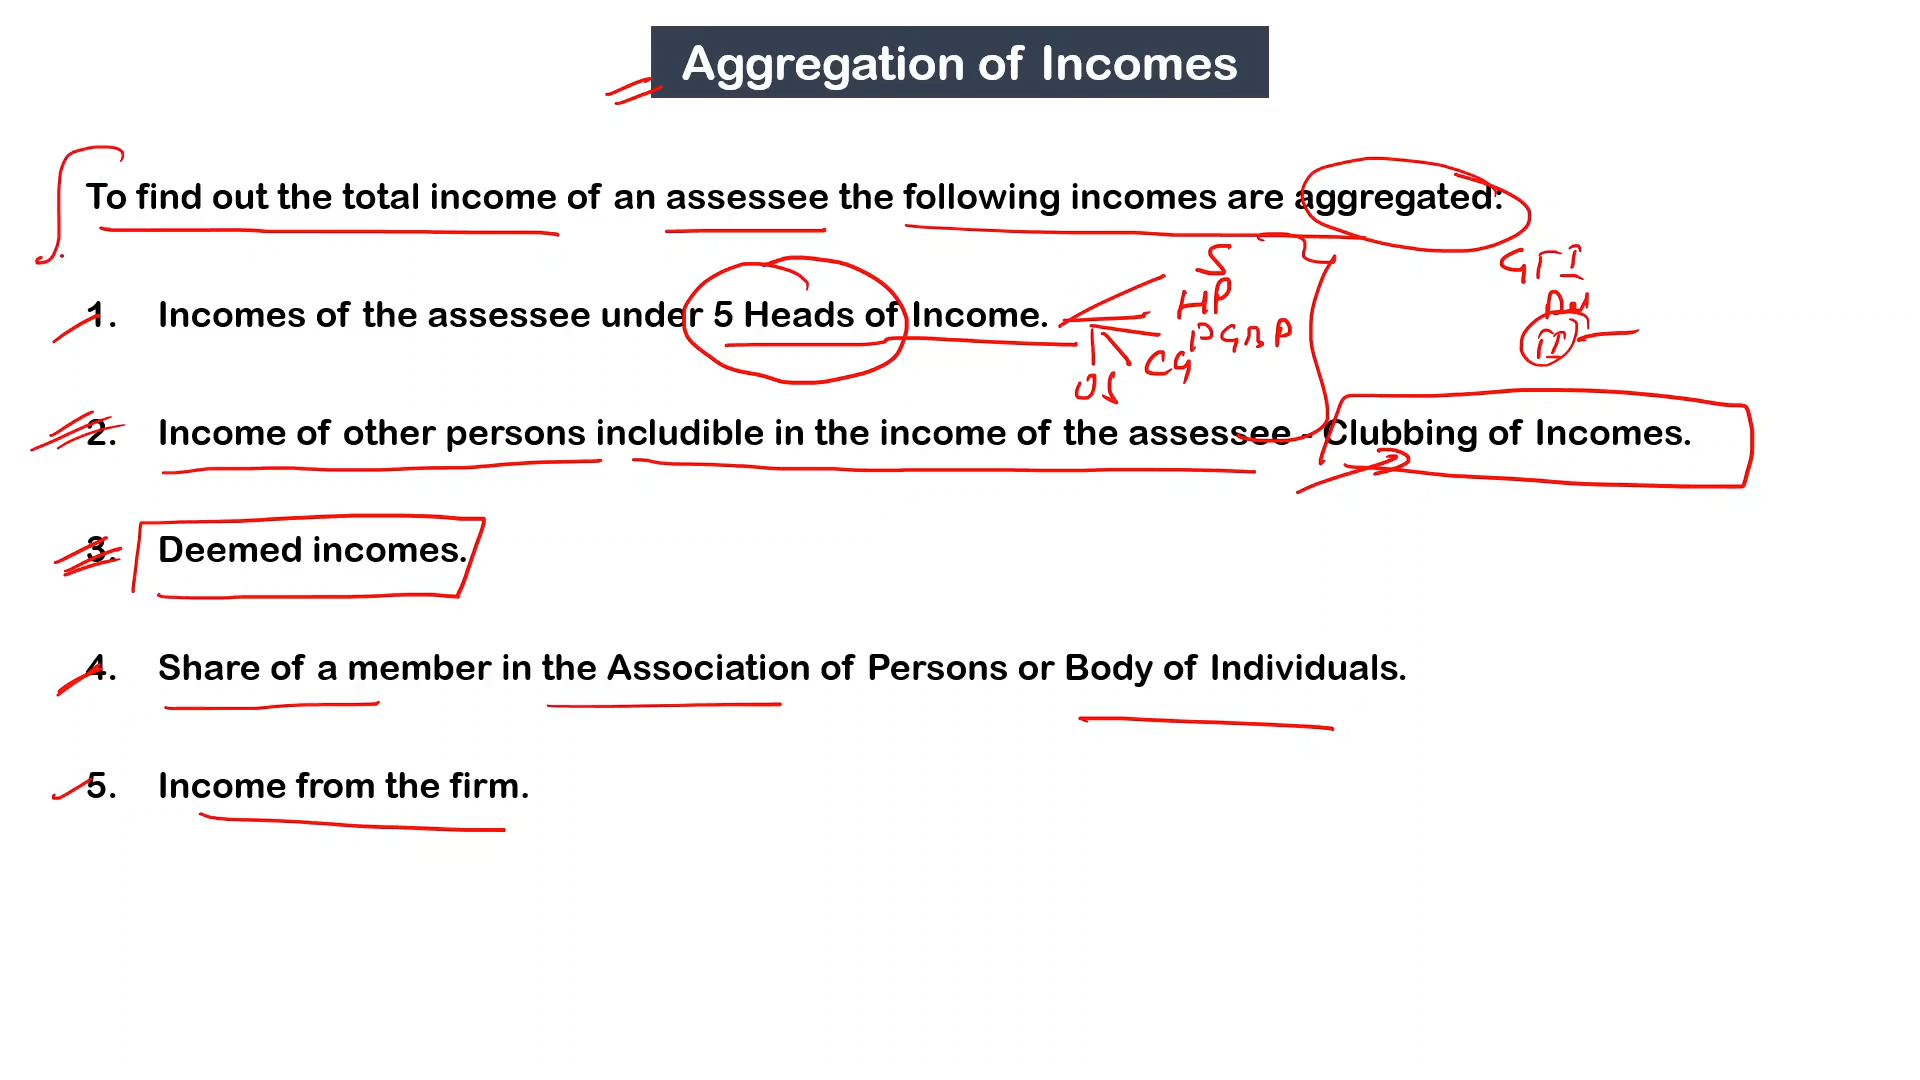 Aggregation of Incomes
To find out the total income of an assessee the following incomes are aggregated:
S
GTI
HP
Ded
1. Incomes of the assessee under 5 Heads of Income.
PGBP
TI
CG
OS
2. Income of other persons includible in the income of the assessee - Clubbing of Incomes.
3. Deemed incomes.
4. Share of a member in the Association of Persons or Body of Individuals.
5. Income from the firm.